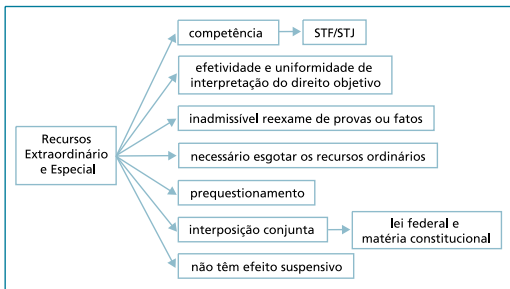 competência
STF/STJ
efetividade e uniformidade de
interpretação do direito objetivo
inadmissível reexame de provas ou fatos
Recursos
Extraordinário
e Especial
necessário esgotar os recursos ordinários
prequestionamento
interposição conjunta
lei federal e
matéria constitucional
não têm efeito suspensivo